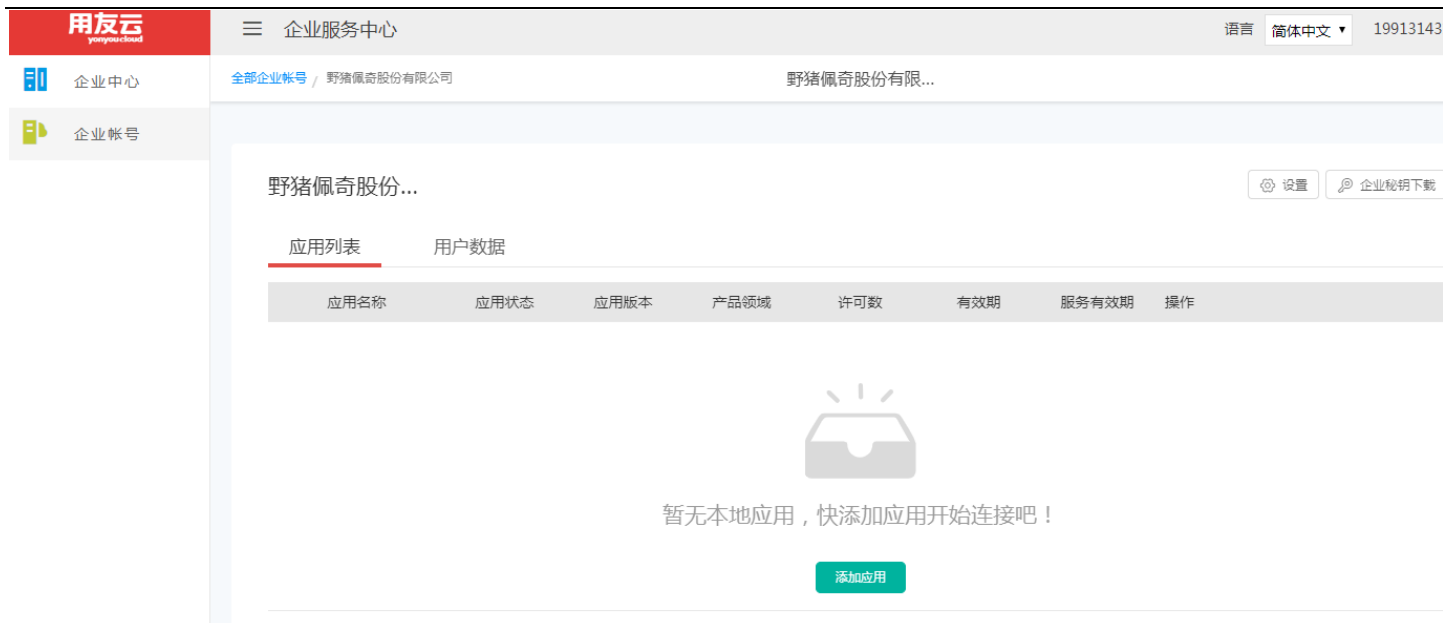 用友云
yonyoucloud
企业服务中心
语言 简体中文 19913143
企业中心
企业帐号
全部企业帐号 / 野猪佩奇股份有限公司
野猪佩奇股份有限...
野猪佩奇股份...
设置
企业秘钥下载
应用列表 用户数据
应用名称 应用状态 应用版本 产品领域 许可数 有效期 服务有效期 操作
暂无本地应用，快添加应用开始连接吧！
添加应用